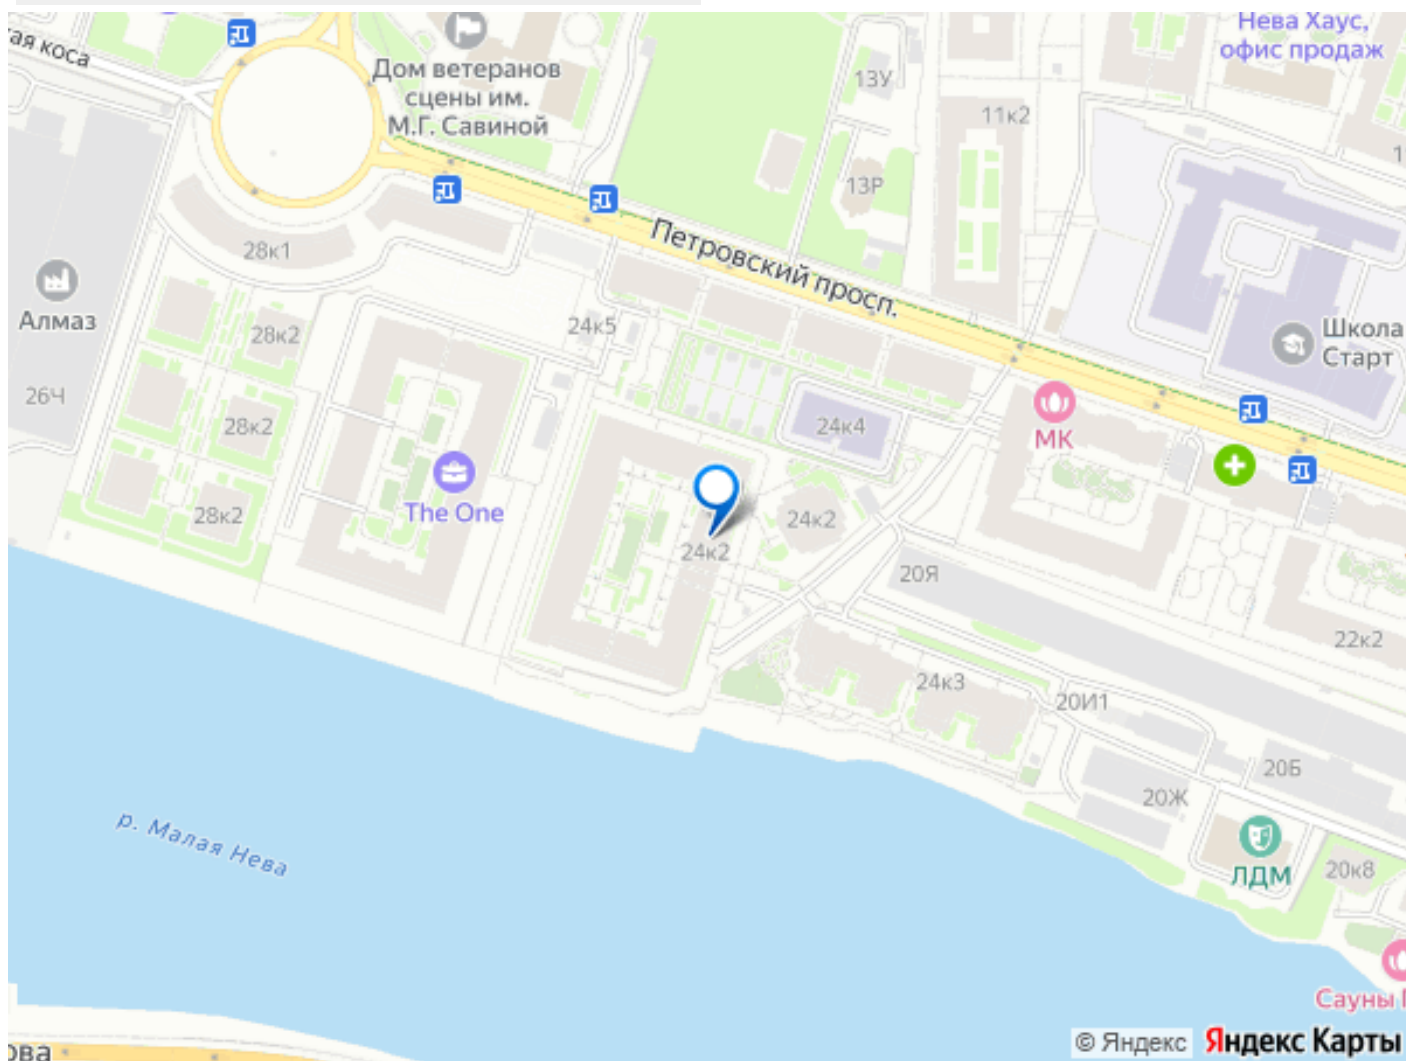 ая коса
Дом ветеранов
сцены им.
М.Г. Савиной
Нева Хаус,
офис продаж
13У
11к2
13Р
Петровский просп.
28к1
Алмаз
28к2
24к5
Школа
Старт
26Ч
28к2
24к4
МК
28к2
The One
24к2
24к2
20Я
22к2
24к3
20И1
20Б
20Ж
р. Малая Нева
ЛДМ
20к8
Сауны
© Яндекс
Яндекс Карты
ова